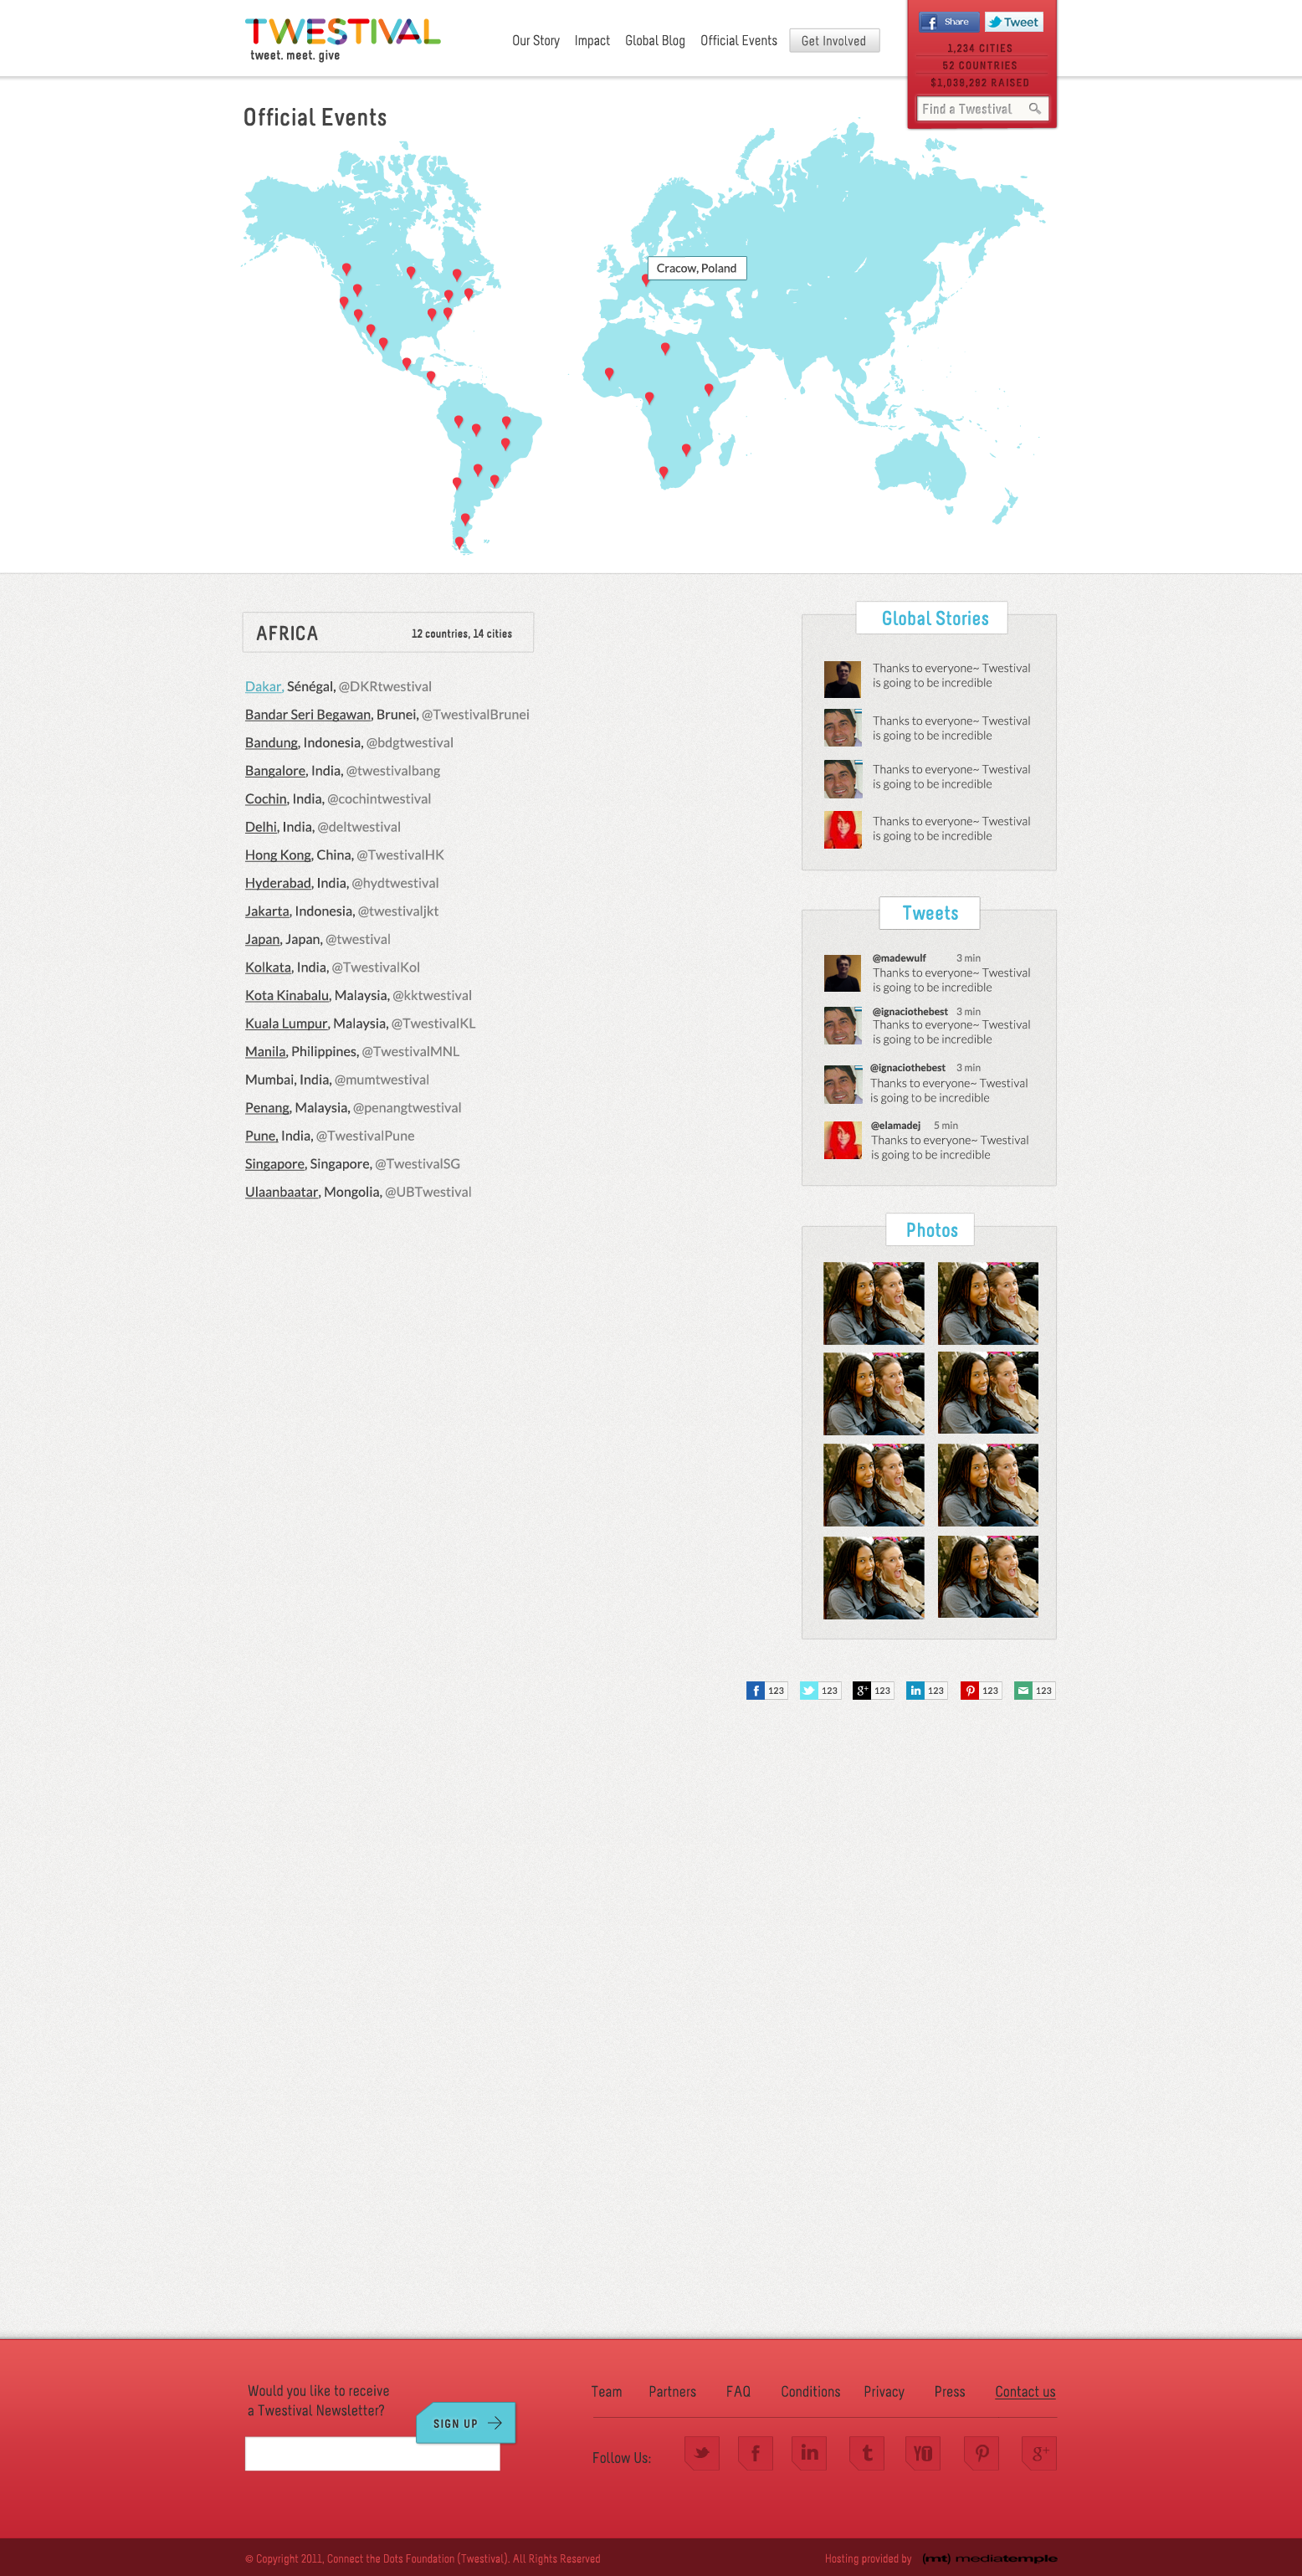 TWESTIVAL
tweet. meet. give
Our Story
Impact
Global Blog
Official Events
Get Involved
Share
Tweet
1,234 CITIES
52 COUNTRIES
$1,039,292 RAISED
Find a Twestival
Official Events
Cracow, Poland
AFRICA
12 countries, 14 cities
Dakar, Sénégal, @DKRtwestival
Bandar Seri Begawan, Brunei, @TwestivalBrunei
Bandung, Indonesia, @bdgtwestival
Bangalore, India, @twestivalbang
Cochin, India, @cochintwestival
Delhi, India, @deltwestival
Hong Kong, China, @TwestivalHK
Hyderabad, India, @hydtwestival
Jakarta, Indonesia, @twestivaljkt
Japan, Japan, @twestival
Kolkata, India, @TwestivalKol
Kota Kinabalu, Malaysia, @kktwestival
Kuala Lumpur, Malaysia, @TwestivalKL
Manila, Philippines, @TwestivalMNL
Mumbai, India, @mumtwestival
Penang, Malaysia, @penangtwestival
Pune, India, @TwestivalPune
Singapore, Singapore, @TwestivalSG
Ulaanbaatar, Mongolia, @UBTwestival
Global Stories
Thanks to everyone~ Twestival
is going to be incredible
Thanks to everyone~ Twestival
is going to be incredible
Thanks to everyone~ Twestival
is going to be incredible
Thanks to everyone~ Twestival
is going to be incredible
Tweets
@madewulf 3 min
Thanks to everyone~ Twestival
is going to be incredible
@ignaciothebest 3 min
Thanks to everyone~ Twestival
is going to be incredible
@ignaciothebest 3 min
Thanks to everyone~ Twestival
is going to be incredible
@elamadej 5 min
Thanks to everyone~ Twestival
is going to be incredible
Photos
123
123
123
123
123
123
Would you like to receive
a Twestival Newsletter?
SIGN UP
Team
Partners
FAQ
Conditions
Privacy
Press
Contact us
Follow Us:
© Copyright 2011, Connect the Dots Foundation (Twestival). All Rights Reserved
Hosting provided by
(mt) mediatemple